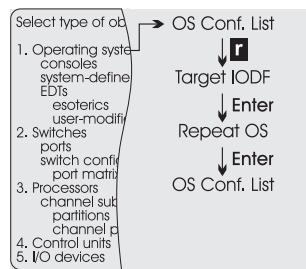 Select type of ob
1. Operating syste
consoles
system-define
EDTs
esoterics
user-modifi
2. Switches
ports
switch config
port matri
3. Processors
channel sub
partitions
channel p
4. Control units
5. I/O devices
OS Conf. List
r
Target IODF
Enter
Repeat OS
Enter
OS Conf. List